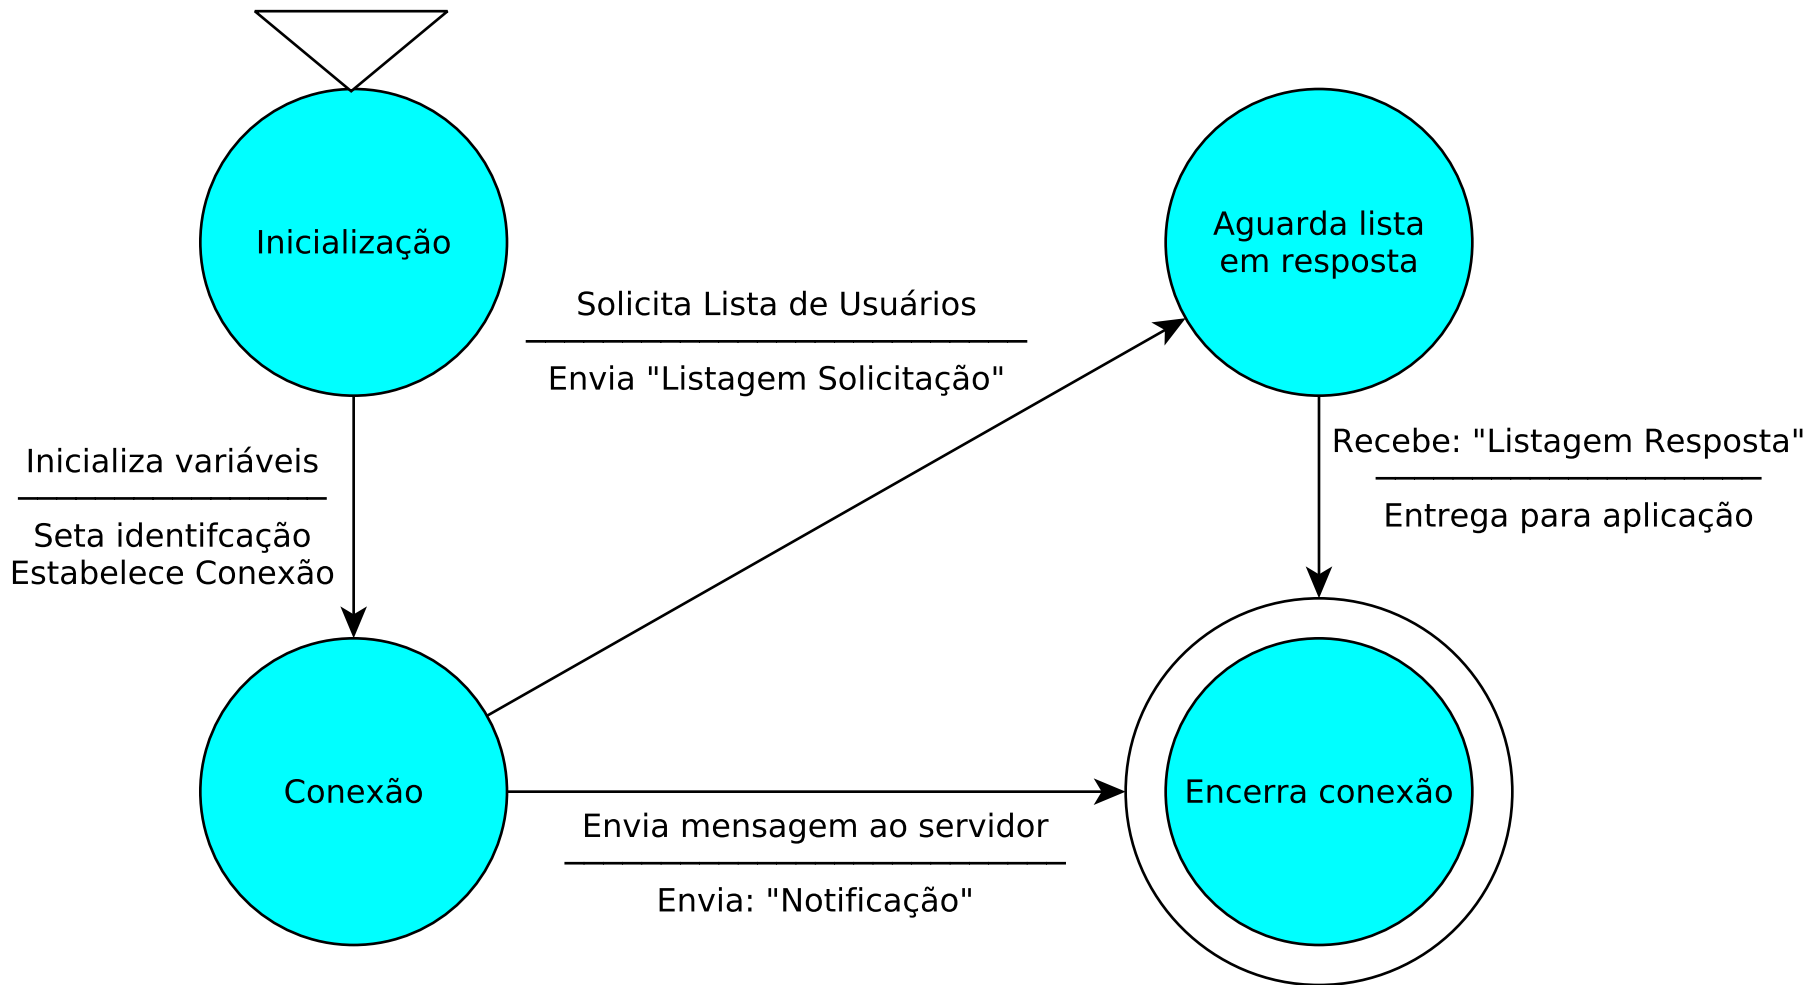 Inicialização
Aguarda lista
em resposta
Solicita Lista de Usuários
Envia "Listagem Solicitação"
Inicializa variáveis
Seta identifcação
Estabelece Conexão
Recebe: "Listagem Resposta"
Entrega para aplicação
Conexão
Encerra conexão
Envia mensagem ao servidor
Envia: "Notificação"